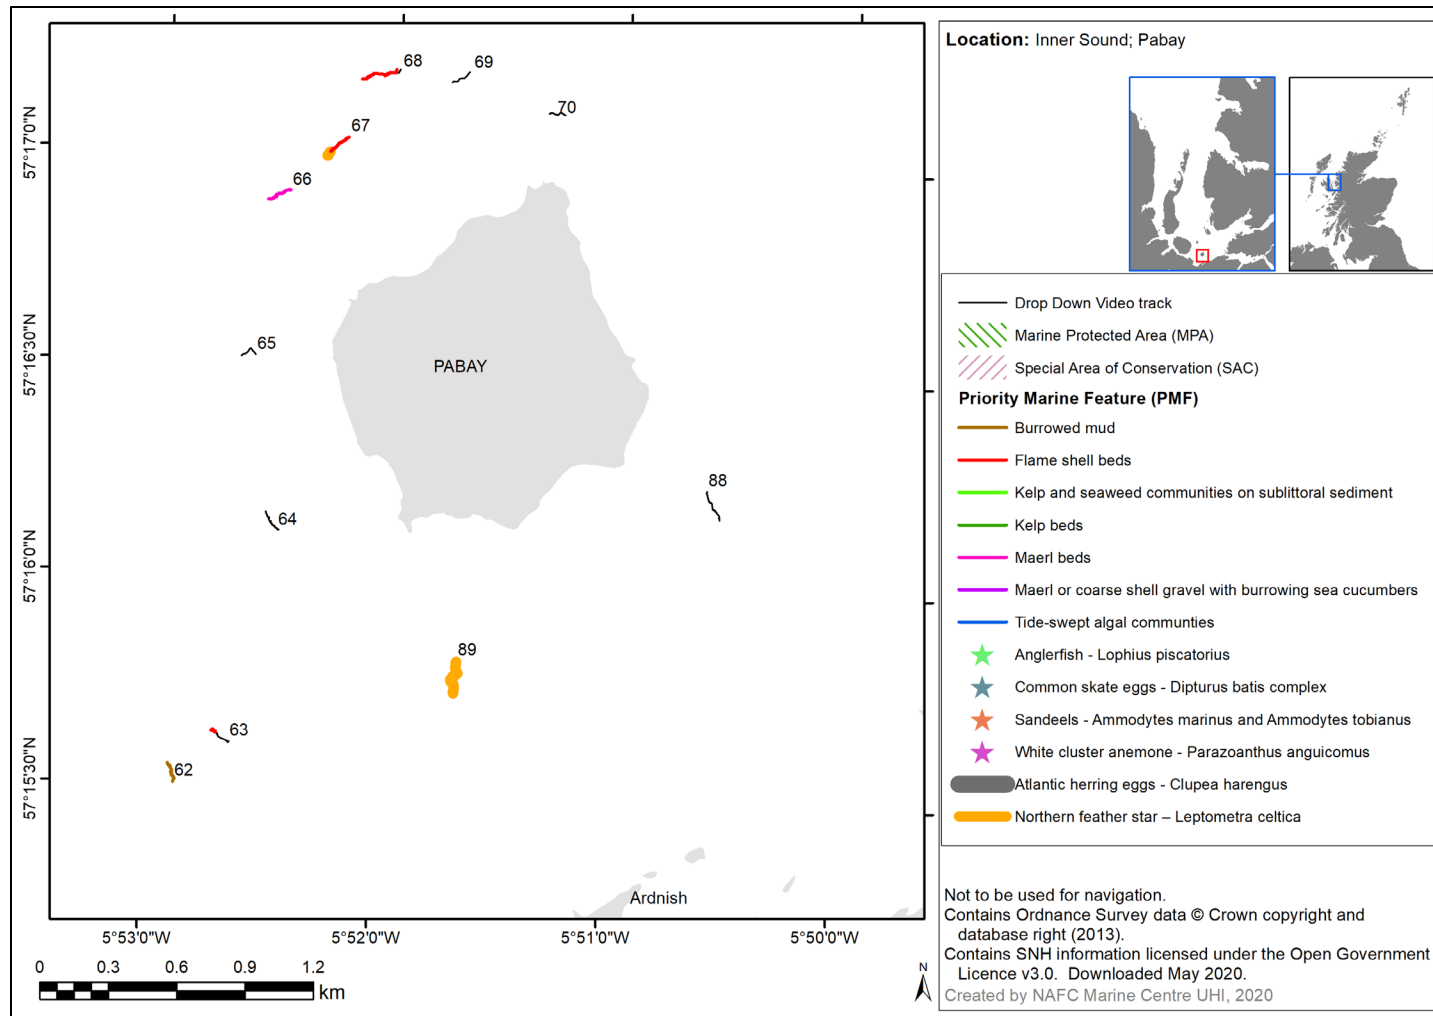 68
69
70
67
66
57°17'0"N
65
57°16'30"N
PABAY
88
64
57°16'0"N
89
63
62
57°15'30"N
Ardnish
5°53'0"W
5°52'0"W
5°51'0"W
5°50'0"W
0 0.3 0.6 0.9 1.2
km
N
Location: Inner Sound; Pabay
Drop Down Video track
Marine Protected Area (MPA)
Special Area of Conservation (SAC)
Priority Marine Feature (PMF)
Burrowed mud
Flame shell beds
Kelp and seaweed communities on sublittoral sediment
Kelp beds
Maerl beds
Maerl or coarse shell gravel with burrowing sea cucumbers
Tide-swept algal communties
Anglerfish - Lophius piscatorius
Common skate eggs - Dipturus batis complex
Sandeels - Ammodytes marinus and Ammodytes tobianus
White cluster anemone - Parazoanthus anguicomus
Atlantic herring eggs - Clupea harengus
Northern feather star – Leptometra celtica
Not to be used for navigation.
Contains Ordnance Survey data © Crown copyright and
database right (2013).
Contains SNH information licensed under the Open Government
Licence v3.0. Downloaded May 2020.
Created by NAFC Marine Centre UHI, 2020